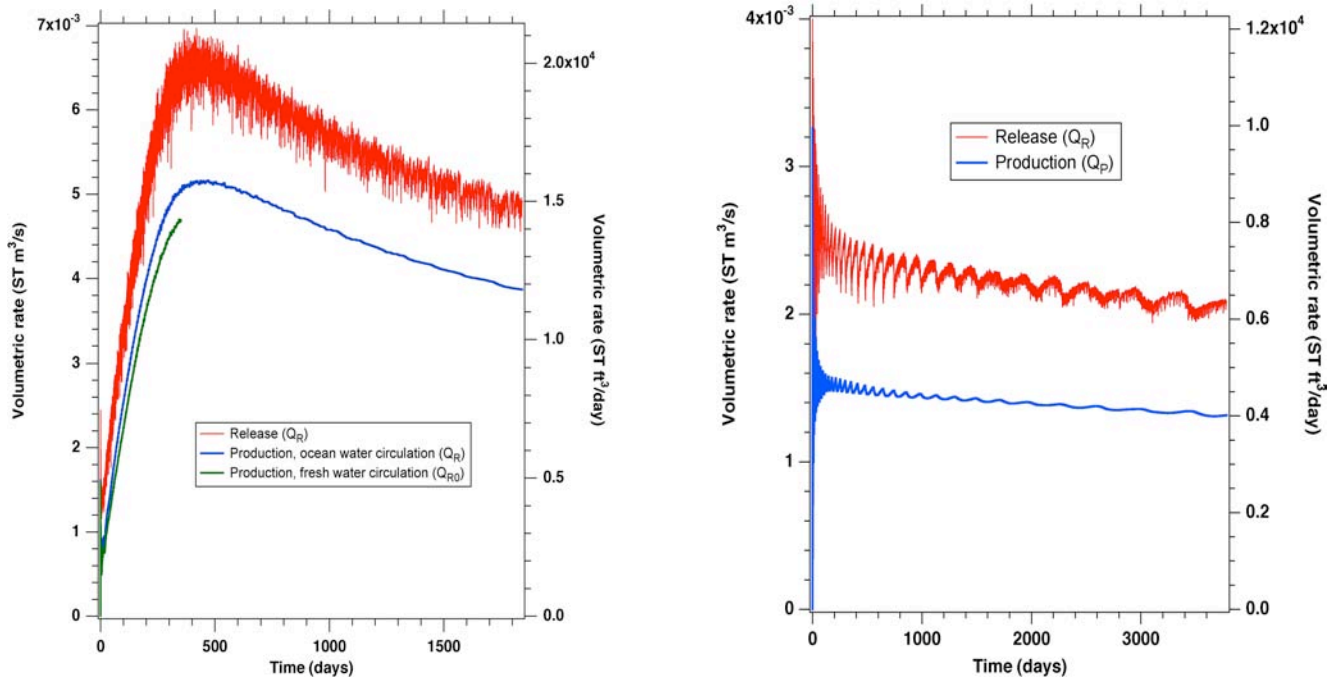 7x10⁻³
6
5
4
3
2
1
0
Volumetric rate (ST m³/s)
2.0x10⁴
1.5
1.0
0.5
0.0
Volumetric rate (ST ft³/day)
Release (Q_R)
Production, ocean water circulation (Q_R)
Production, fresh water circulation (Q_R0)
0 500 1000 1500
Time (days)
4x10⁻³
3
2
1
0
Volumetric rate (ST m³/s)
1.2x10⁴
1.0
0.8
0.6
0.4
0.2
0.0
Volumetric rate (ST ft³/day)
Release (Q_R)
Production (Q_P)
0 1000 2000 3000
Time (days)